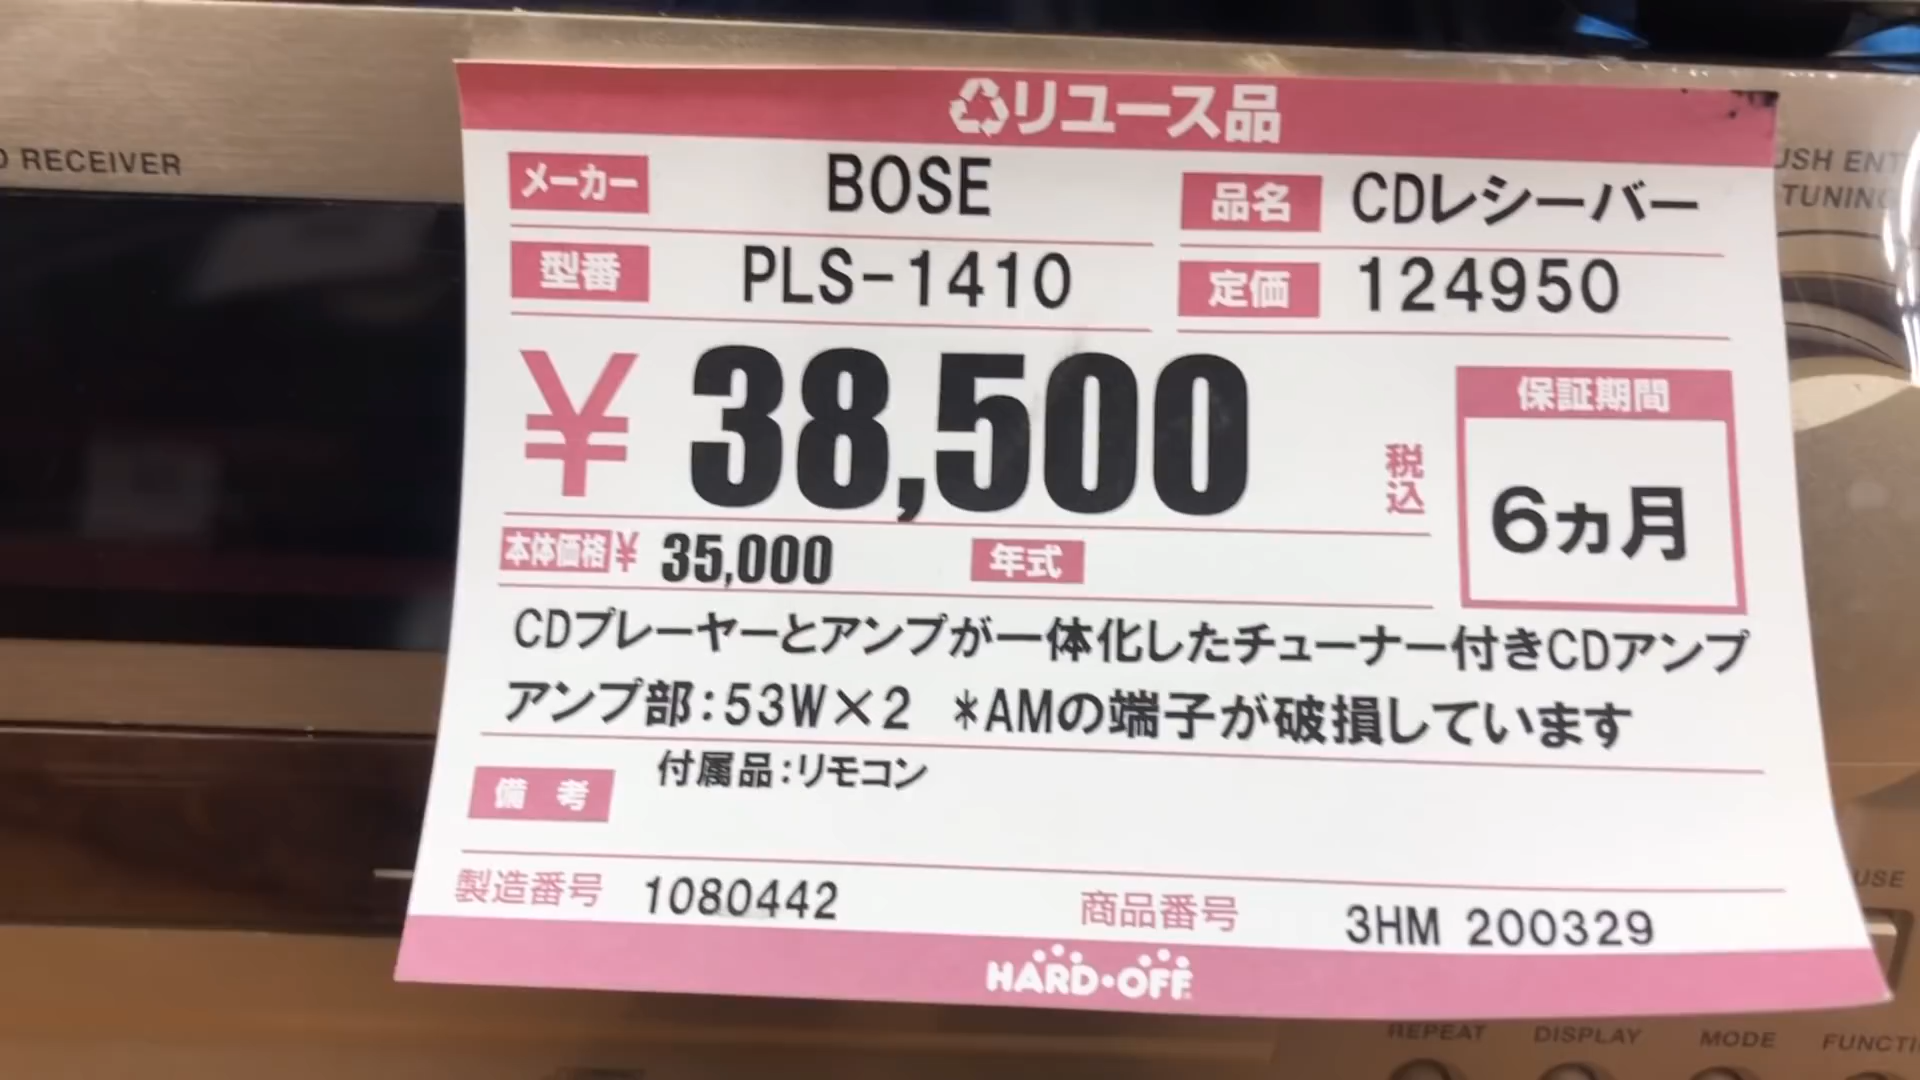 リユース品
メーカー BOSE 品名 CDレシーバー
型番 PLS-1410 定価 124950
¥ 38,500 税込
保証期間
6ヵ月
本体価格¥ 35,000 年式
CDプレーヤーとアンプが一体化したチューナー付きCDアンプ
アンプ部:53W×2 *AMの端子が破損しています
備考 付属品:リモコン
製造番号 1080442 商品番号 3HM 200329
HARD・OFF
RECEIVER
TUNING
REPEAT DISPLAY MODE